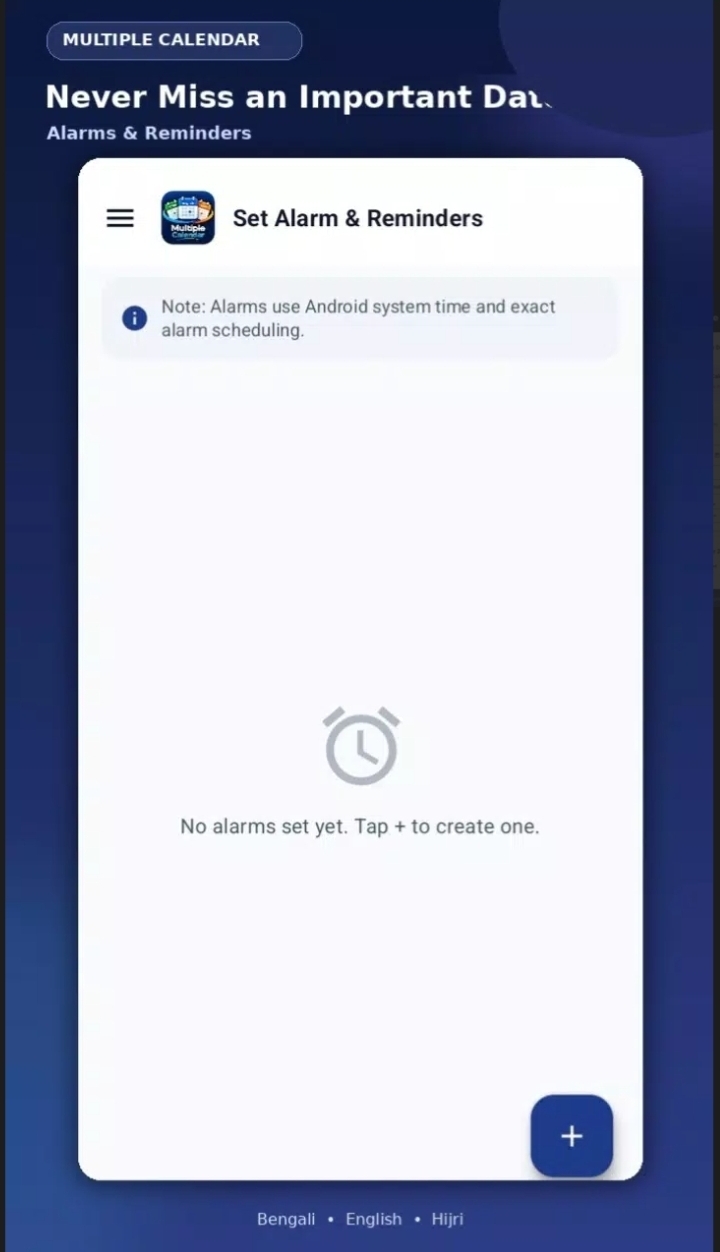 MULTIPLE CALENDAR
Never Miss an Important
Alarms & Reminders
Multiple
Calendar
Set Alarm & Reminders
Note: Alarms use Android system time and exact
alarm scheduling.
No alarms set yet. Tap + to create one.
+
Bengali • English • Hijri